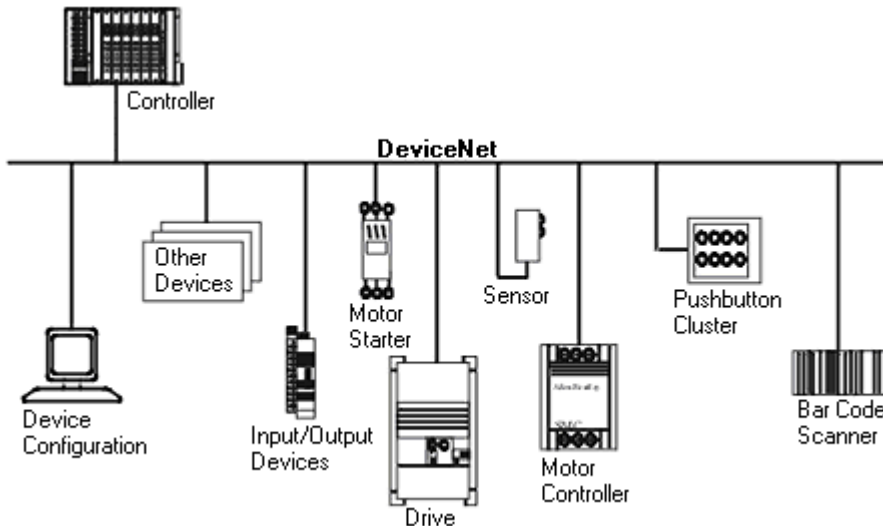 Controller
DeviceNet
Other
Devices
Motor
Starter
Sensor
Pushbutton
Cluster
Device
Configuration
Input/Output
Devices
Drive
Motor
Controller
Bar Code
Scanner